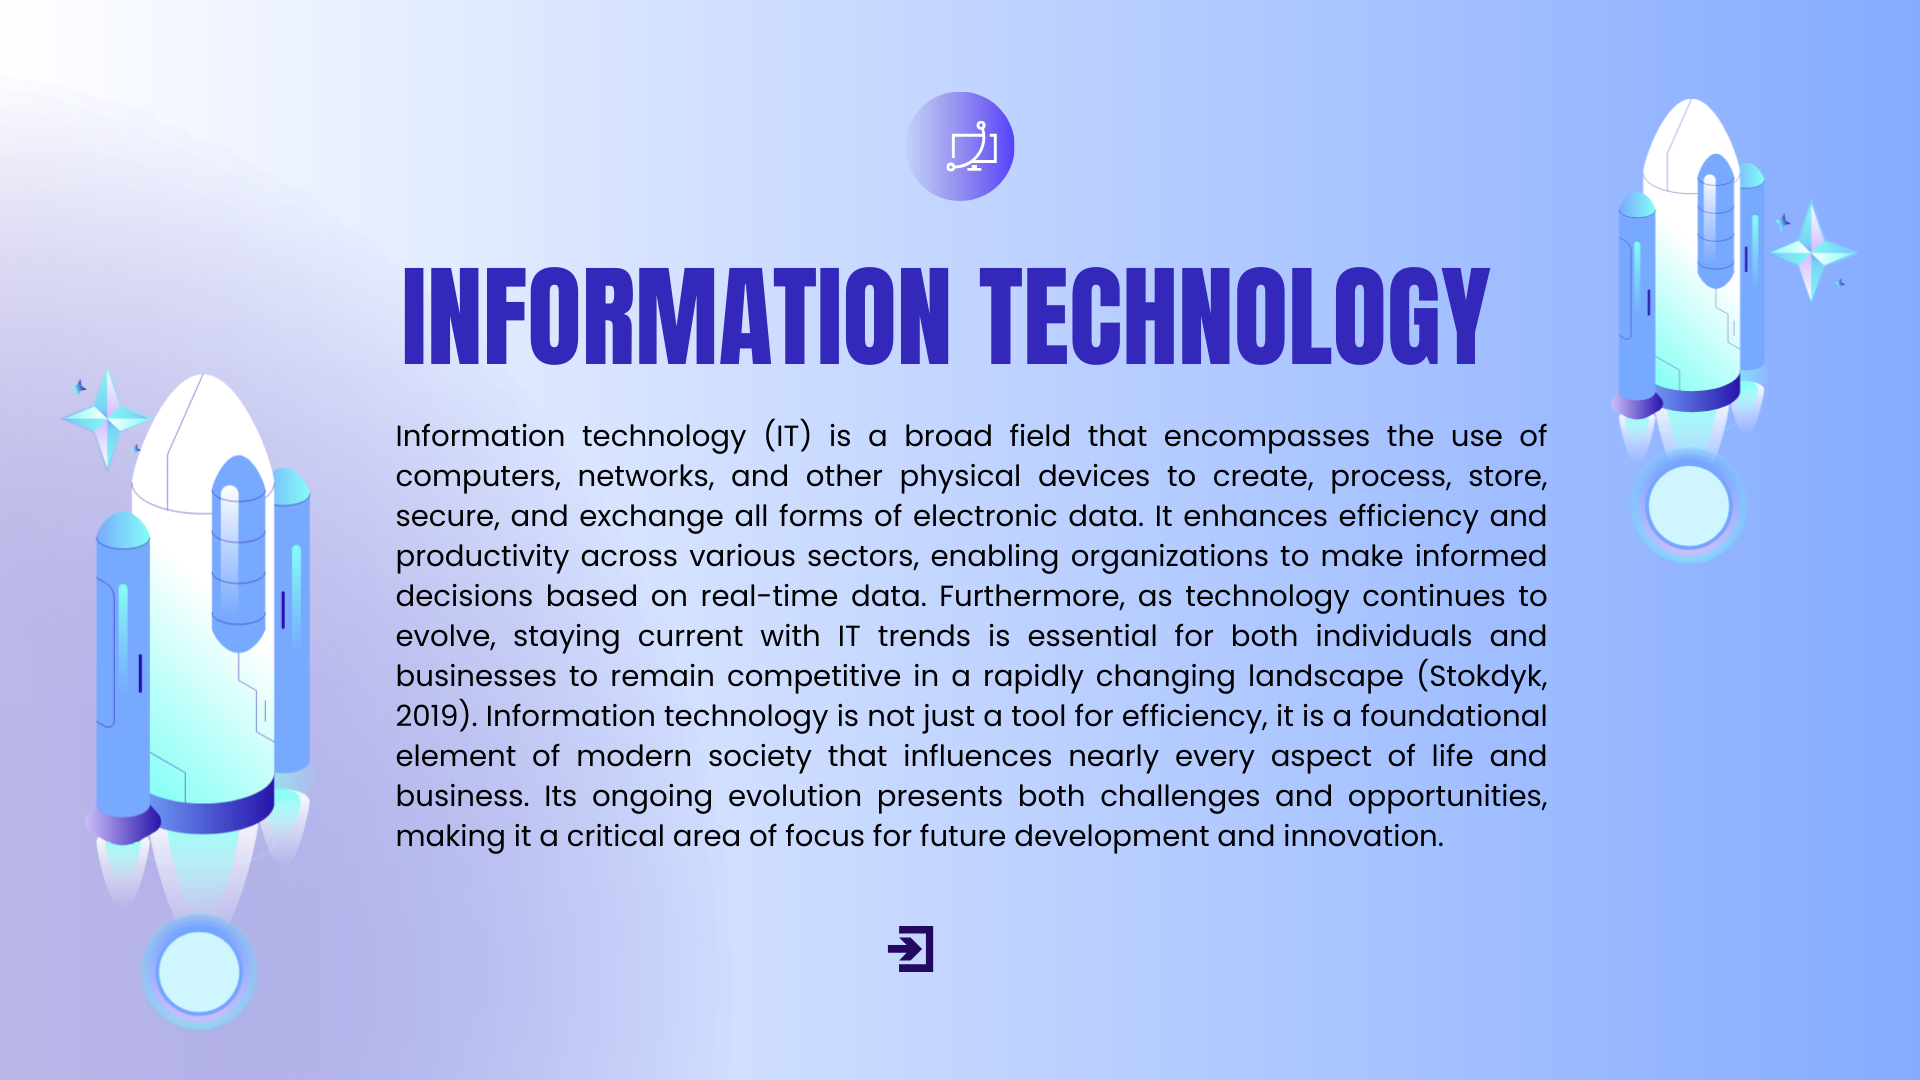 INFORMATION TECHNOLOGY
Information technology (IT) is a broad field that encompasses the use of
computers, networks, and other physical devices to create, process, store,
secure, and exchange all forms of electronic data. It enhances efficiency and
productivity across various sectors, enabling organizations to make informed
decisions based on real-time data. Furthermore, as technology continues to
evolve, staying current with IT trends is essential for both individuals and
businesses to remain competitive in a rapidly changing landscape (Stokdyk,
2019). Information technology is not just a tool for efficiency, it is a foundational
element of modern society that influences nearly every aspect of life and
business. Its ongoing evolution presents both challenges and opportunities,
making it a critical area of focus for future development and innovation.